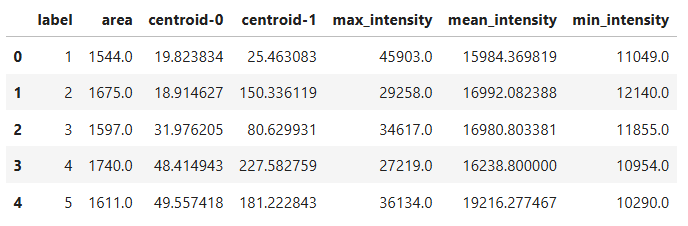 label area centroid-0 centroid-1 max_intensity mean_intensity min_intensity
0 1 1544.0 19.823834 25.463083 45903.0 15984.369819 11049.0
1 2 1675.0 18.914627 150.336119 29258.0 16992.082388 12140.0
2 3 1597.0 31.976205 80.629931 34617.0 16980.803381 11855.0
3 4 1740.0 48.414943 227.582759 27219.0 16238.800000 10954.0
4 5 1611.0 49.557418 181.222843 36134.0 19216.277467 10290.0